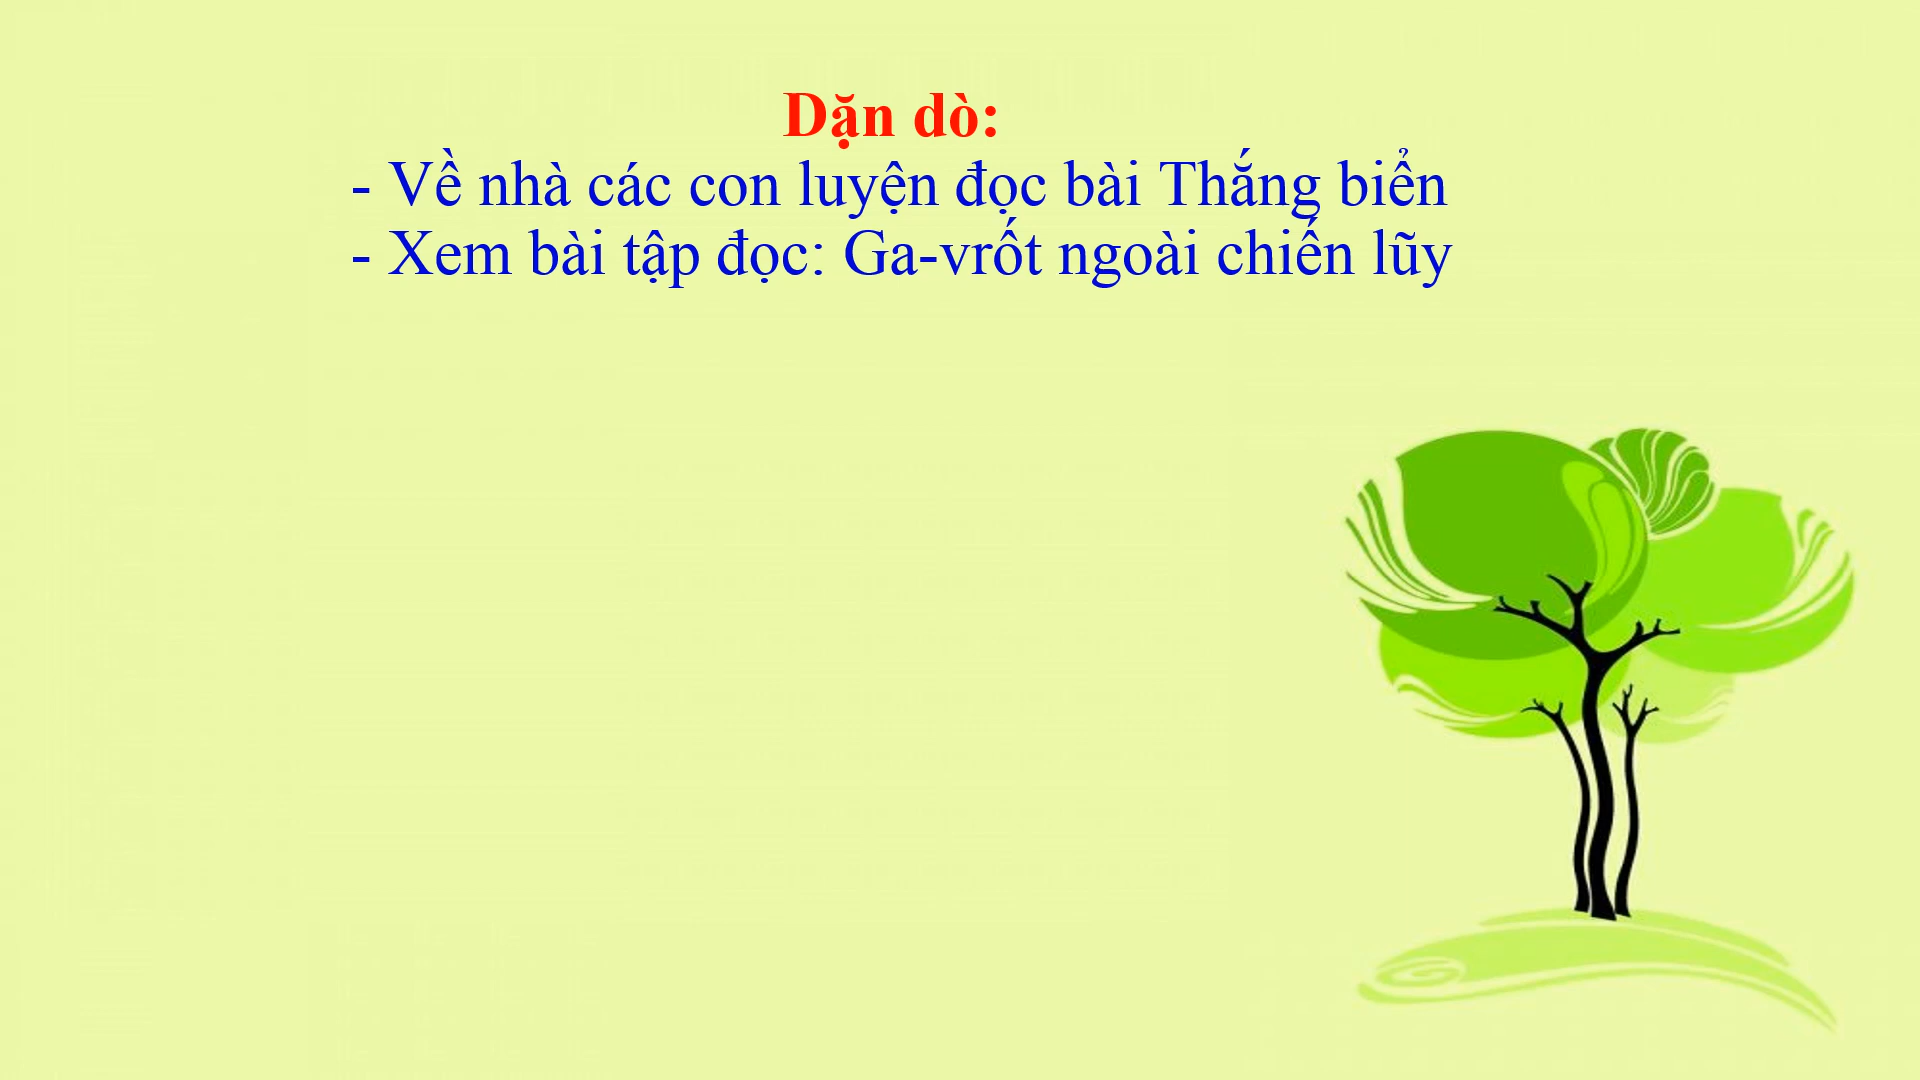 Dặn dò:
- Về nhà các con luyện đọc bài Thắng biển
- Xem bài tập đọc: Ga-vrốt ngoài chiến lũy